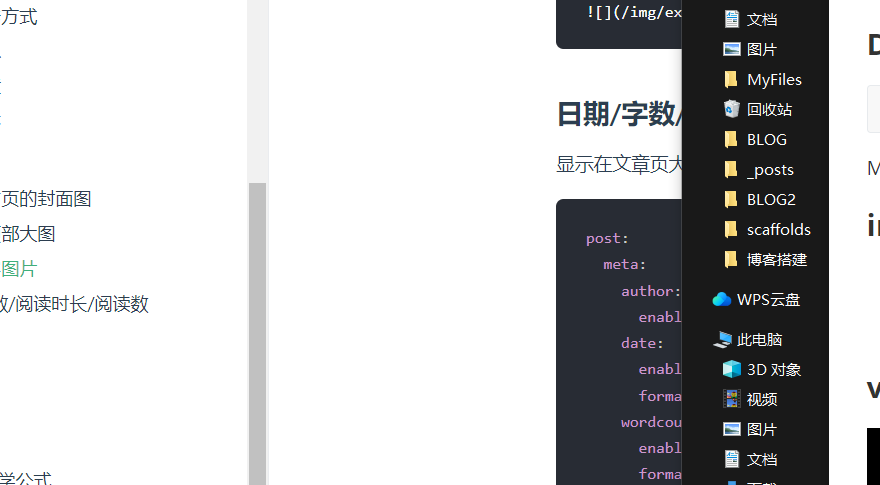 方式
页的封面图
部大图
图片
数/阅读时长/阅读数
学公式
![](/img/ex
日期/字数/
显示在文章页大
post:
meta:
author:
enabl
date:
enabl
forma
wordcou
enabl
forma
文档
图片
MyFiles
回收站
BLOG
_posts
BLOG2
scaffolds
博客搭建
WPS云盘
此电脑
3D 对象
视频
图片
文档
下载
M